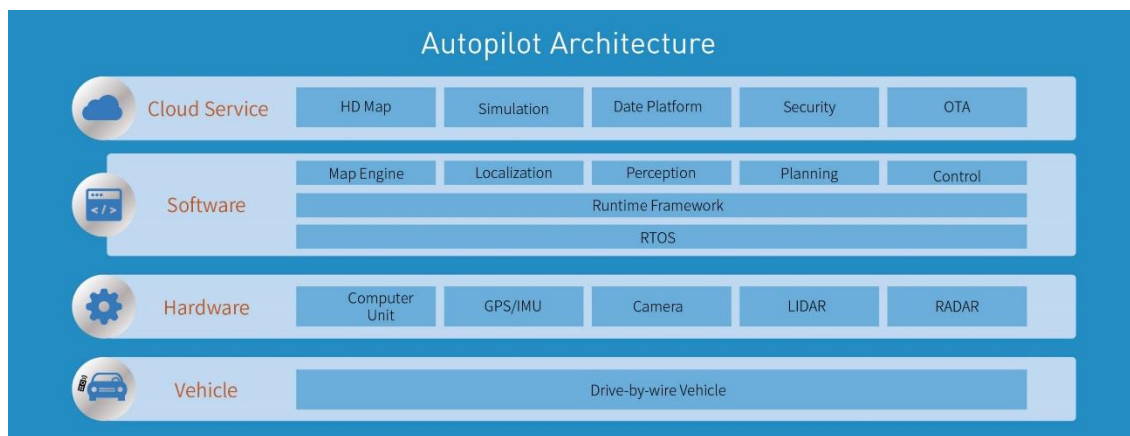 Autopilot Architecture
Cloud Service
HD Map
Simulation
Date Platform
Security
OTA
Software
Map Engine
Localization
Perception
Planning
Control
Runtime Framework
RTOS
</>
Hardware
Computer
Unit
GPS/IMU
Camera
LIDAR
RADAR
Vehicle
Drive-by-wire Vehicle